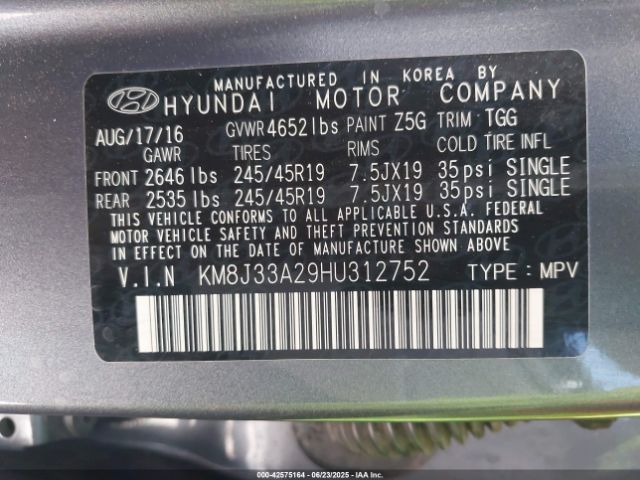 MANUFACTURED IN KOREA BY
HYUNDAI MOTOR COMPANY
AUG/17/16 GVWR 4652 lbs PAINT Z5G TRIM TGG
GAWR TIRES RIMS COLD TIRE INFL
FRONT 2646 lbs 245/45R19 7.5JX19 35 psi SINGLE
REAR 2535 lbs 245/45R19 7.5JX19 35 psi SINGLE
THIS VEHICLE CONFORMS TO ALL APPLICABLE U.S.A. FEDERAL
MOTOR VEHICLE SAFETY AND THEFT PREVENTION STANDARDS
IN EFFECT ON THE DATE OF MANUFACTURE SHOWN ABOVE.
V.I.N KM8J33A29HU312752 TYPE : MPV
000-42575164 - 06/23/2025 - IAAI.COM